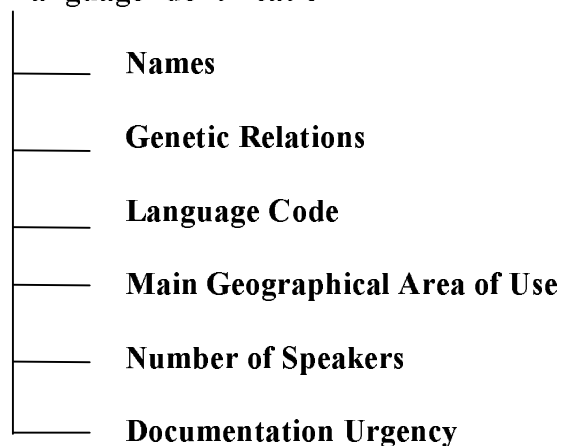 Names
Genetic Relations
Language Code
Main Geographical Area of Use
Number of Speakers
Documentation Urgency